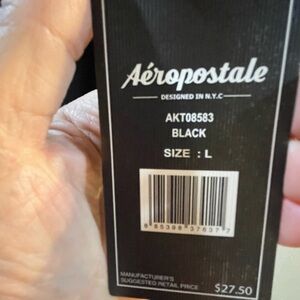 Aéropostale
DESIGNED IN N.Y.C
AKT08583
BLACK
SIZE : L
MANUFACTURER'S
SUGGESTED RETAIL PRICE
$27.50